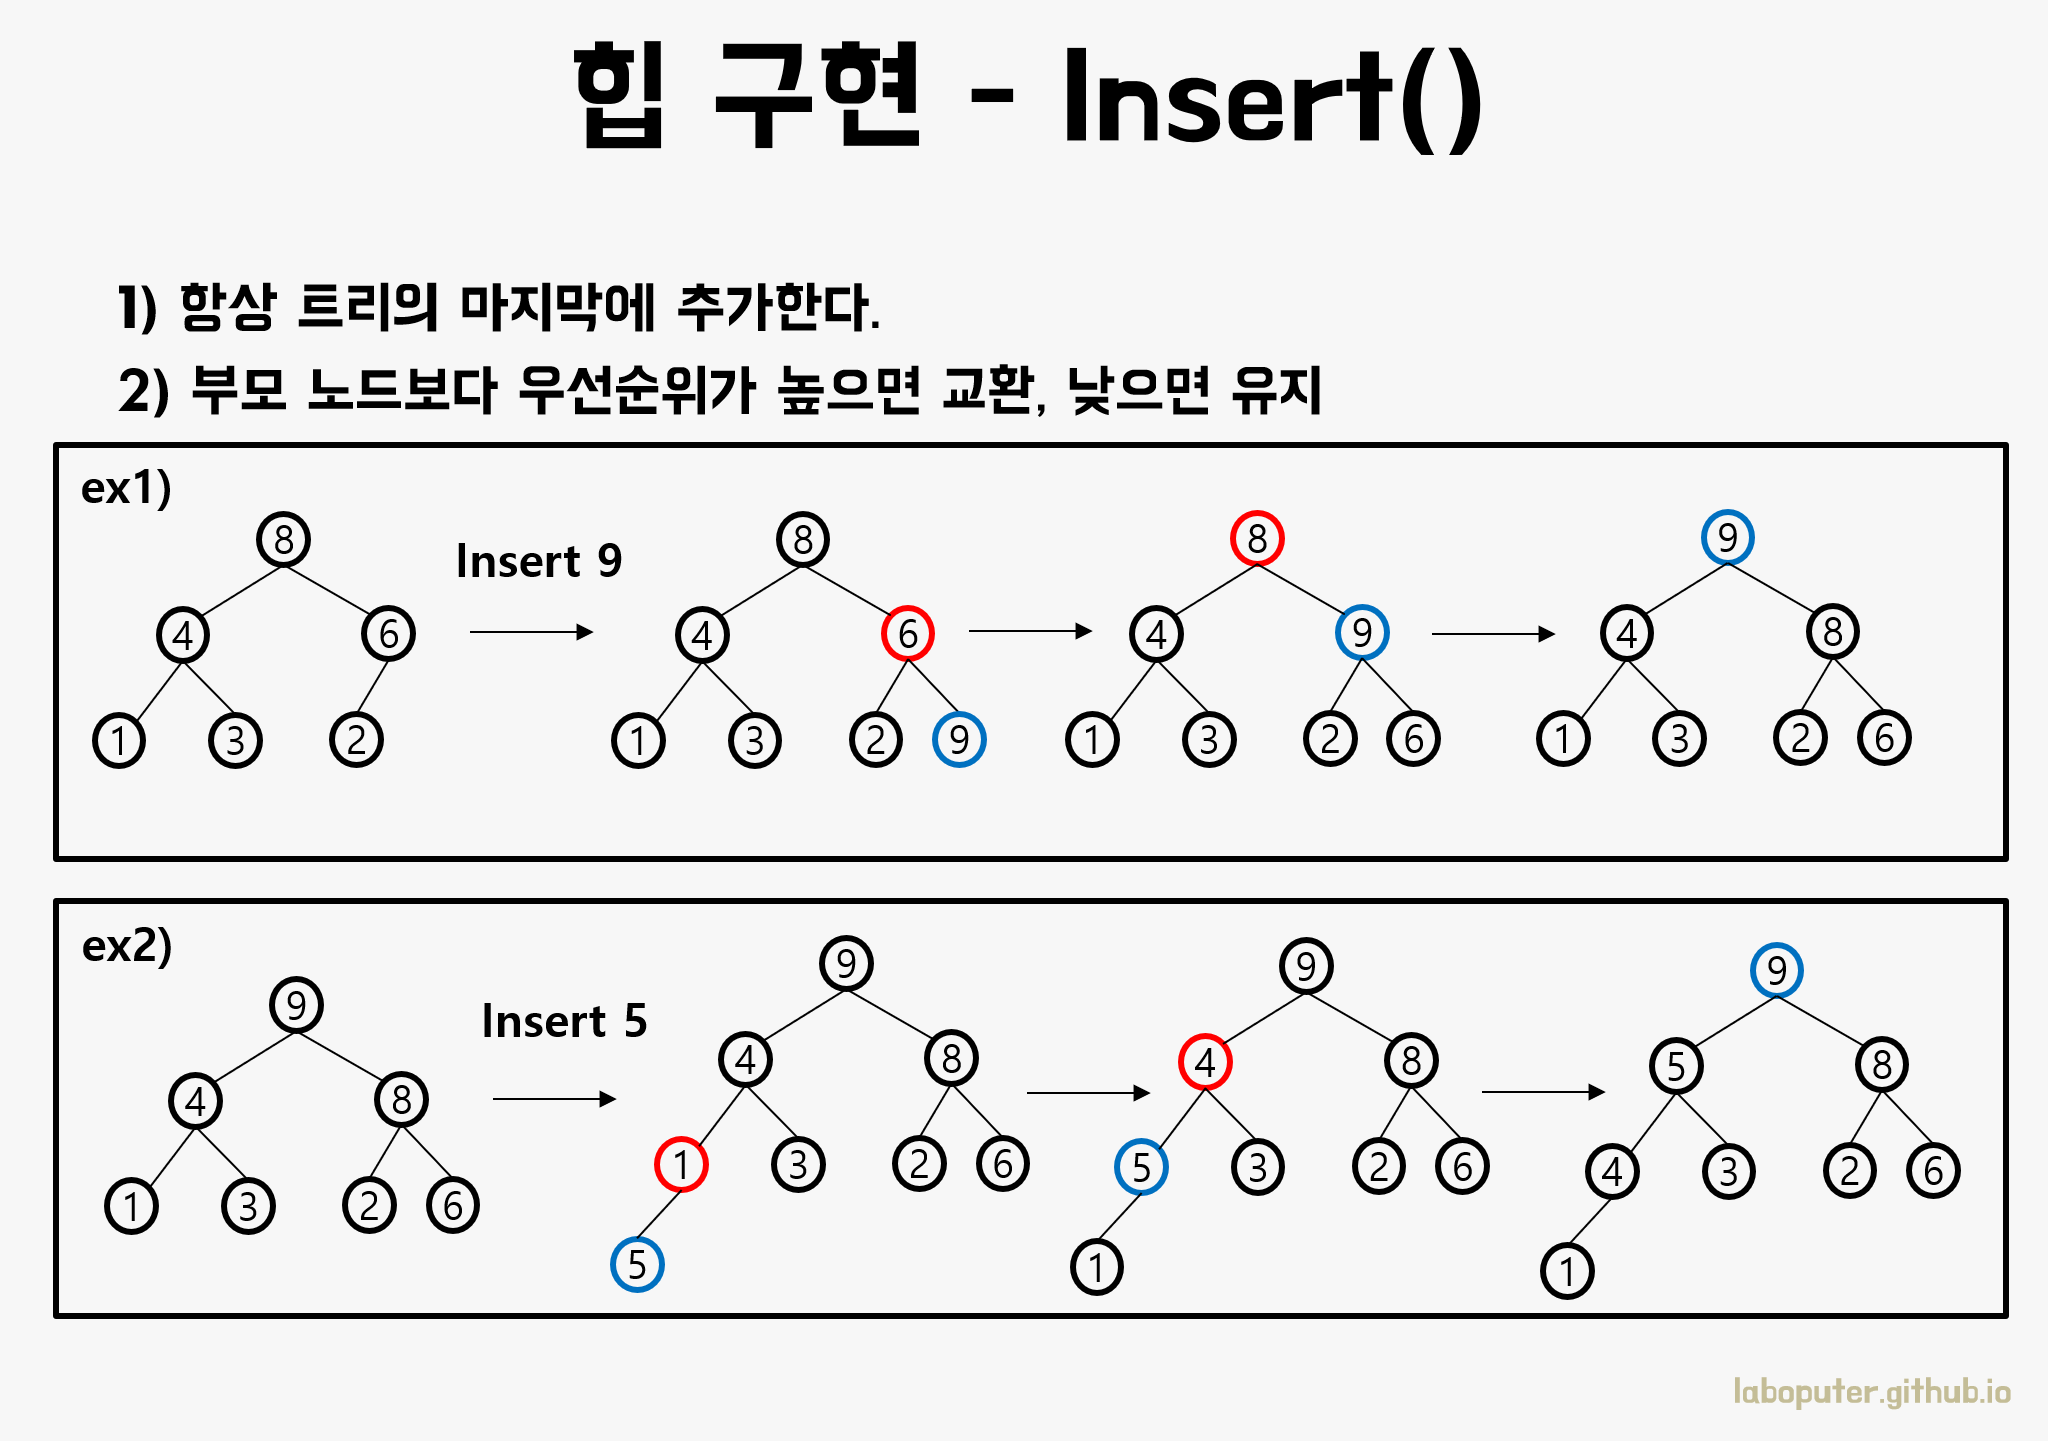 힙 구현 - Insert()
1) 항상 트리의 마지막에 추가한다.
2) 부모 노드보다 우선순위가 높으면 교환, 낮으면 유지
ex1)
Insert 9
8 8 8 9
4 6 4 6 4 9 4 8
1 3 2 1 3 2 9 1 3 2 6 1 3 2 6
ex2)
Insert 5
9 9 9 9
4 8 4 8 4 8 5 8
1 3 2 6 1 3 2 6 5 3 2 6 4 3 2 6
5 1 1
laboputer.github.io